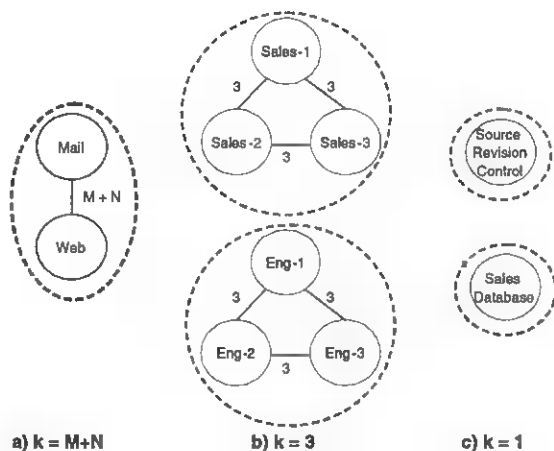 Mail
M + N
Web
Sales-1
3
3
Sales-2
Sales-3
3
Eng-1
3
3
Eng-2
Eng-3
3
Source
Revision
Control
Sales
Database
a) k = M+N
b) k = 3
c) k = 1